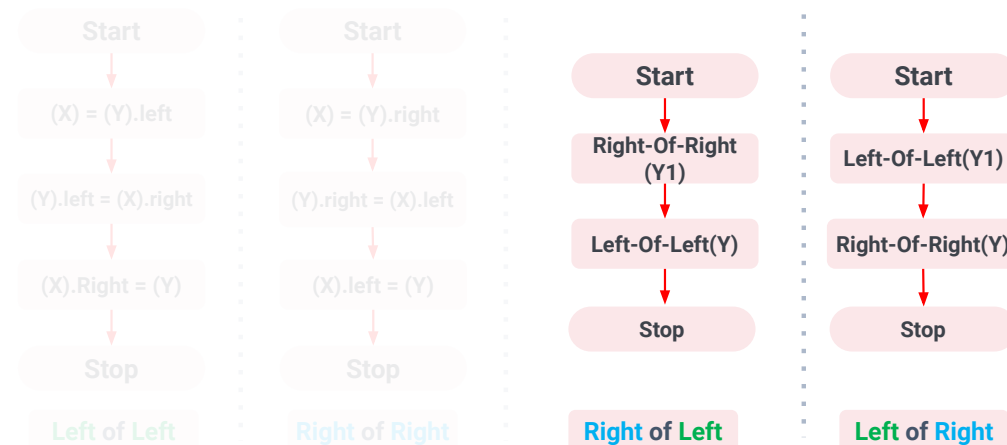 Start
(X) = (Y).left
(Y).left = (X).right
(X).Right = (Y)
Stop
Left of Left
Start
(X) = (Y).right
(Y).right = (X).left
(X).left = (Y)
Stop
Right of Right
Start
Right-Of-Right
(Y1)
Left-Of-Left(Y)
Stop
Right of Left
Start
Left-Of-Left(Y1)
Right-Of-Right(Y)
Stop
Left of Right